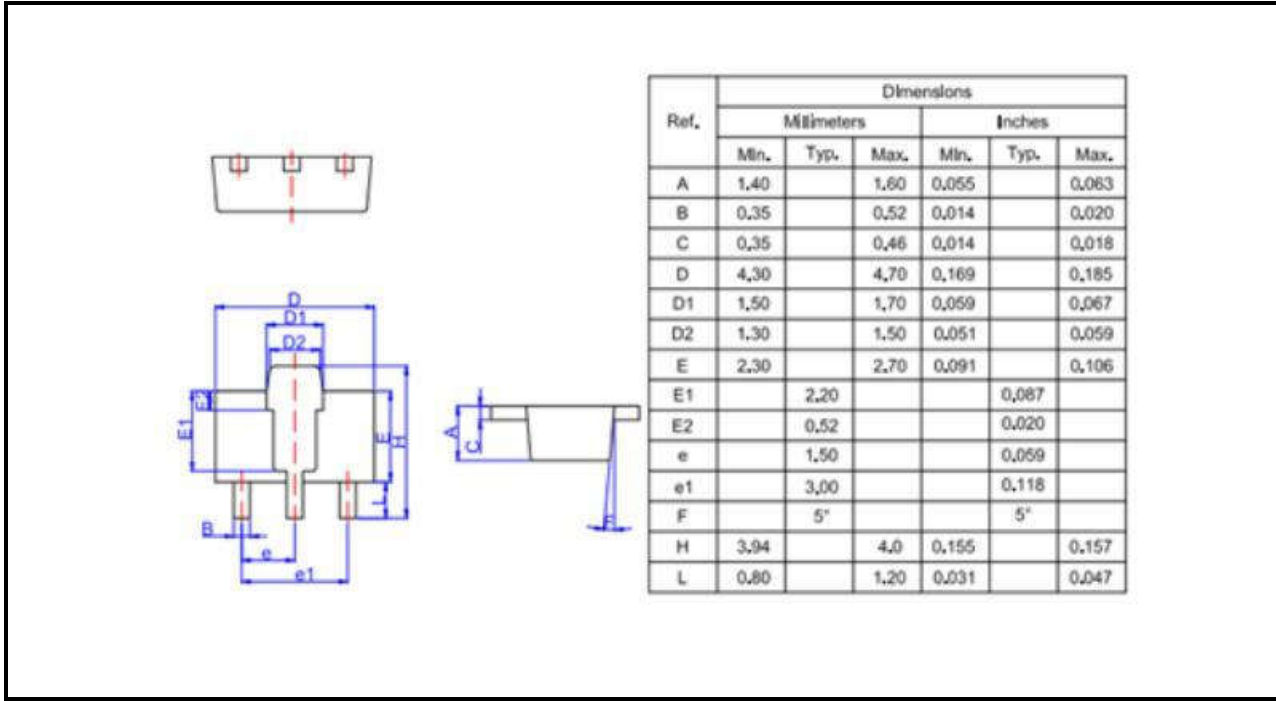 Dimensions
Ref. Millimeters Inches
Min. Typ. Max. Min. Typ. Max.
A 1.40 1.60 0.055 0.063
B 0.35 0.52 0.014 0.020
C 0.35 0.46 0.014 0.018
D 4.30 4.70 0.169 0.185
D1 1.50 1.70 0.059 0.067
D2 1.30 1.50 0.051 0.059
E 2.30 2.70 0.091 0.106
E1 2.20 0.087
E2 0.52 0.020
e 1.50 0.059
e1 3.00 0.118
F 5° 5°
H 3.94 4.0 0.155 0.157
L 0.80 1.20 0.031 0.047
D
D1
D2
E2
E1
E
H
L
B
e
e1
A
C
F